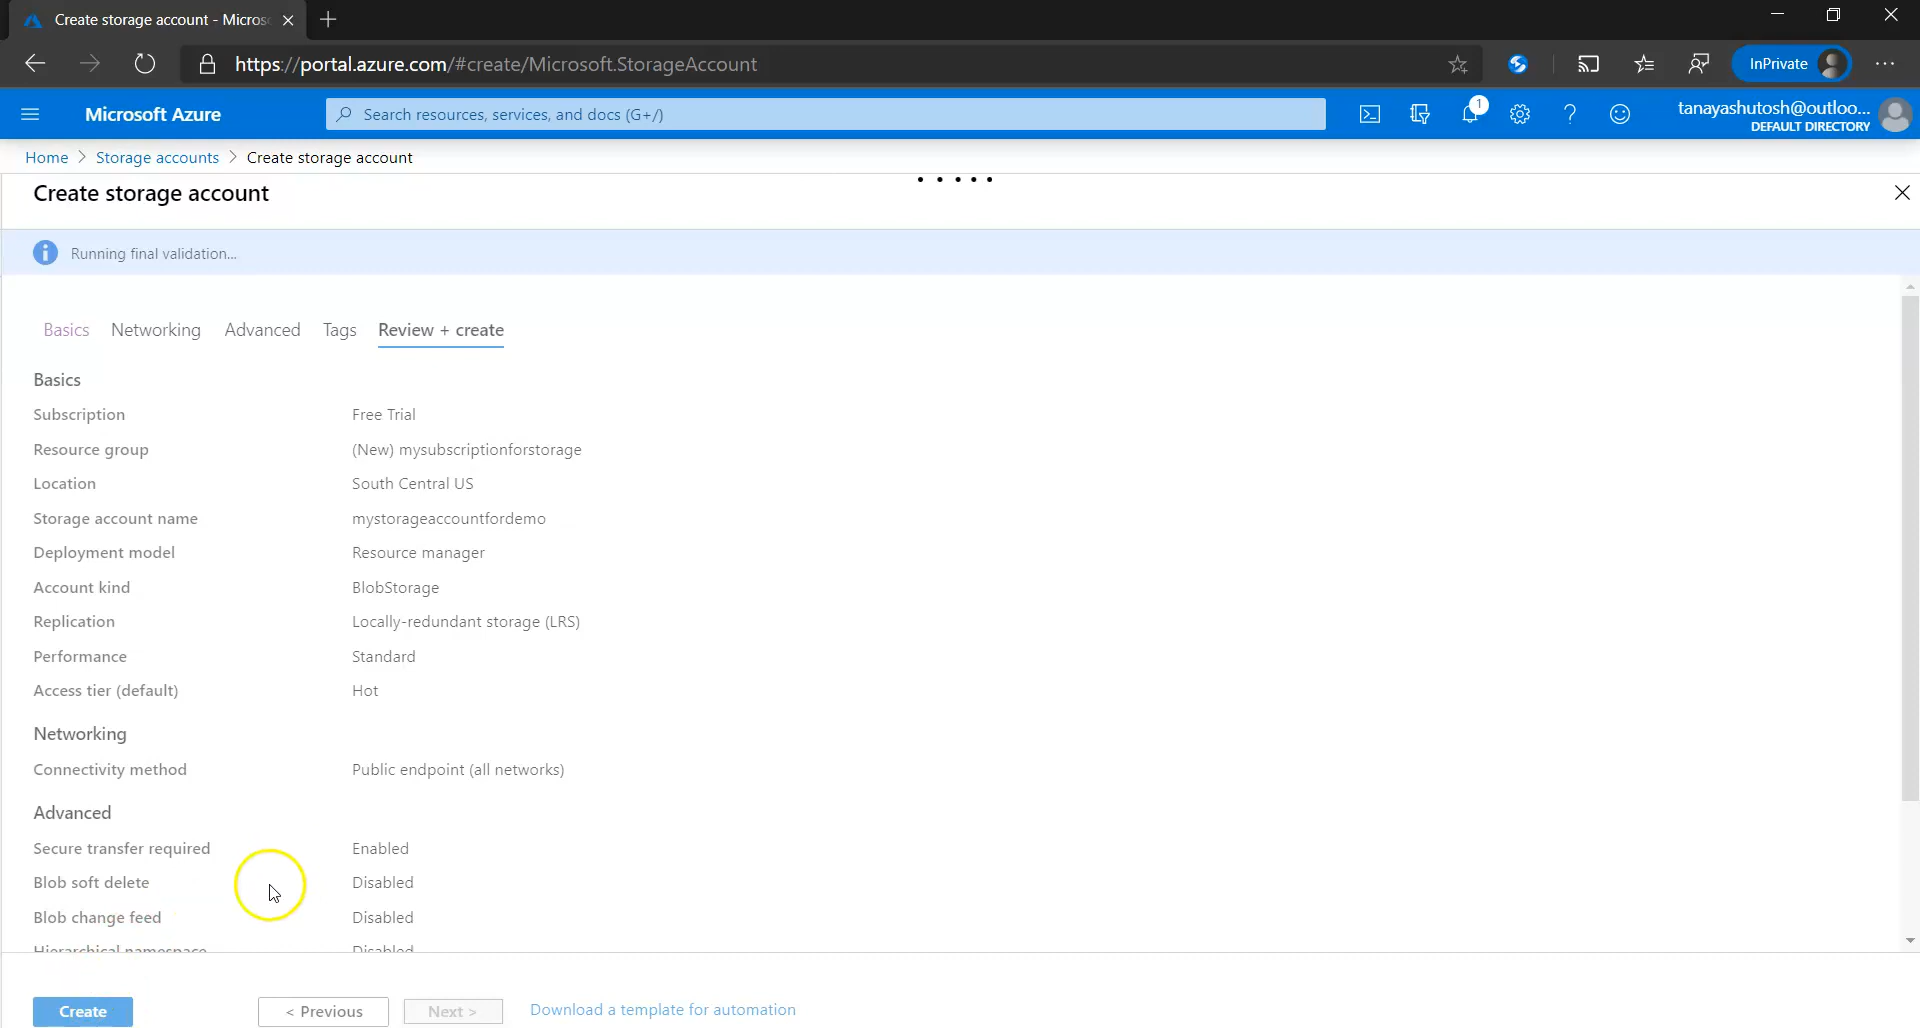 Create storage account - Micros
https://portal.azure.com/#create/Microsoft.StorageAccount
InPrivate
Microsoft Azure
Search resources, services, and docs (G+/)
1
tanayashutosh@outloo...
DEFAULT DIRECTORY
Home > Storage accounts > Create storage account
Create storage account
Running final validation...
Basics Networking Advanced Tags Review + create
Basics
Subscription Free Trial
Resource group (New) mysubscriptionforstorage
Location South Central US
Storage account name mystorageaccountfordemo
Deployment model Resource manager
Account kind BlobStorage
Replication Locally-redundant storage (LRS)
Performance Standard
Access tier (default) Hot
Networking
Connectivity method Public endpoint (all networks)
Advanced
Secure transfer required Enabled
Blob soft delete Disabled
Blob change feed Disabled
Hierarchical namespace Disabled
Create < Previous Next > Download a template for automation